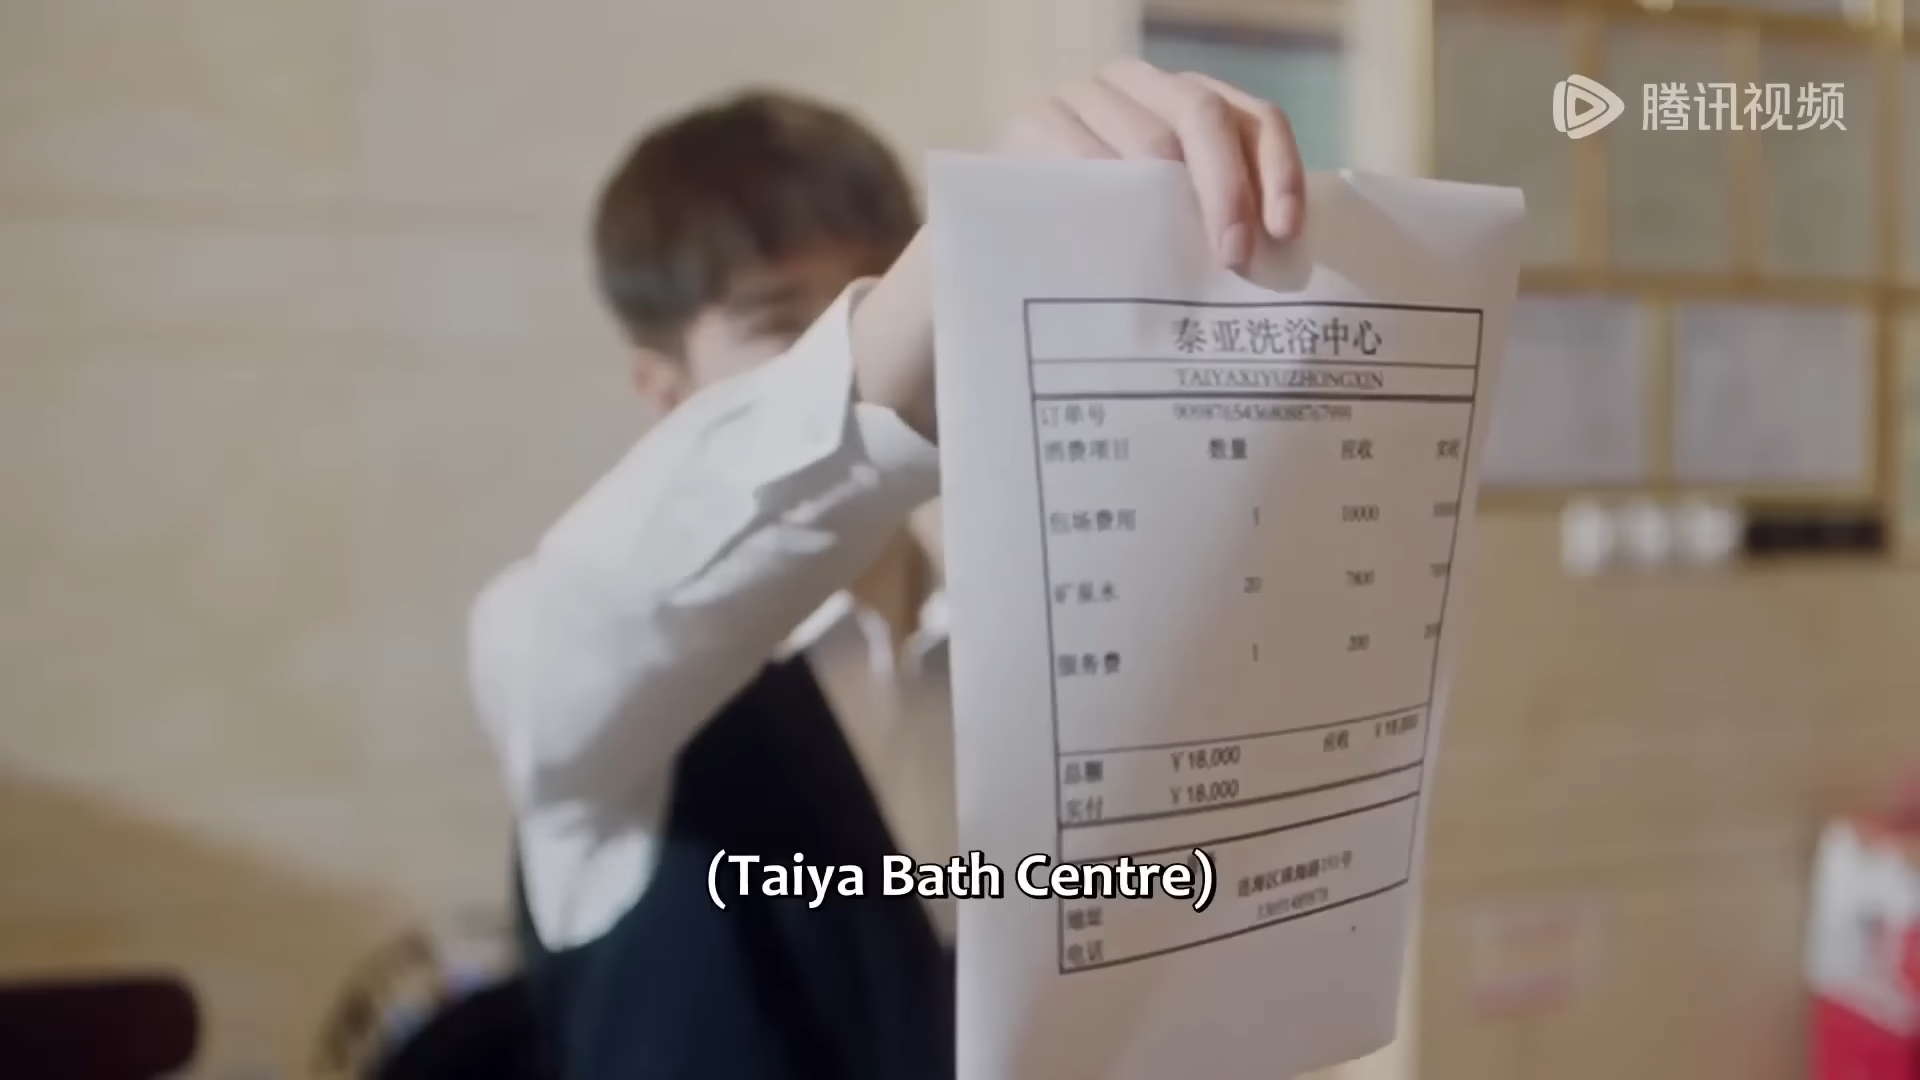 腾讯视频
泰亚洗浴中心
TAIYAXIYUZHONGXIN
订单号
消费项目 数量 应收 实收
包场费用 1 10000
矿泉水 20 7800
服务费 1 200
总额 ¥18,000 应收 ¥18,000
实付 ¥18,000
(Taiya Bath Centre)
地址
电话